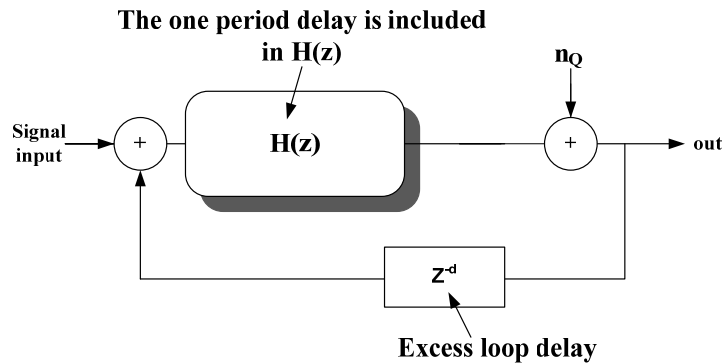 The one period delay is included
in H(z)
n_Q
Signal
input
+
H(z)
+
out
Z^-d
Excess loop delay